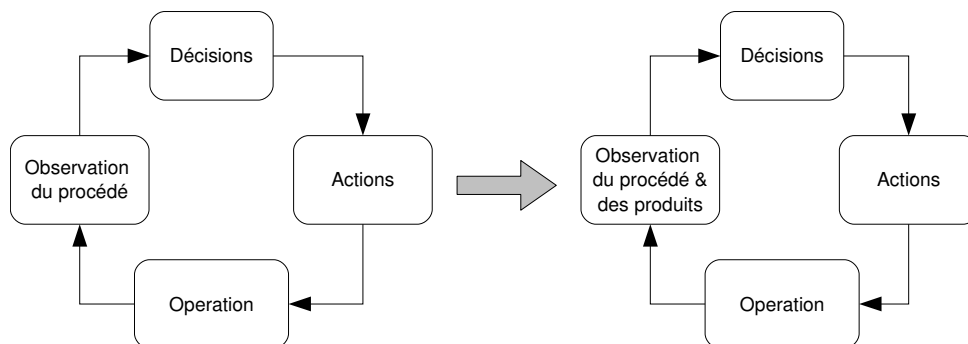 Décisions
Observation
du procédé
Actions
Operation
Décisions
Observation
du procédé &
des produits
Actions
Operation